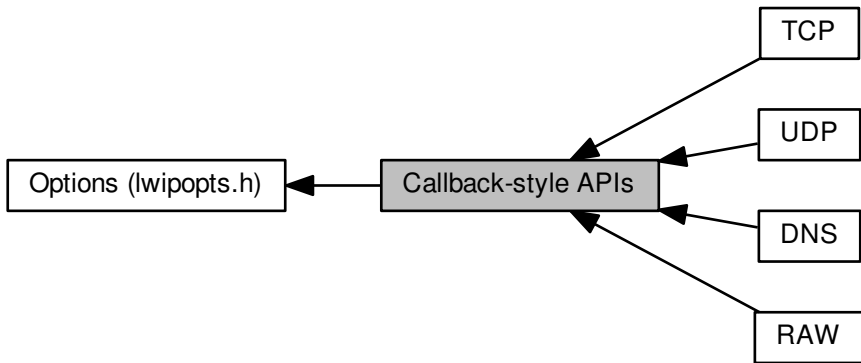 TCP
UDP
Options (lwipopts.h)
Callback-style APIs
DNS
RAW